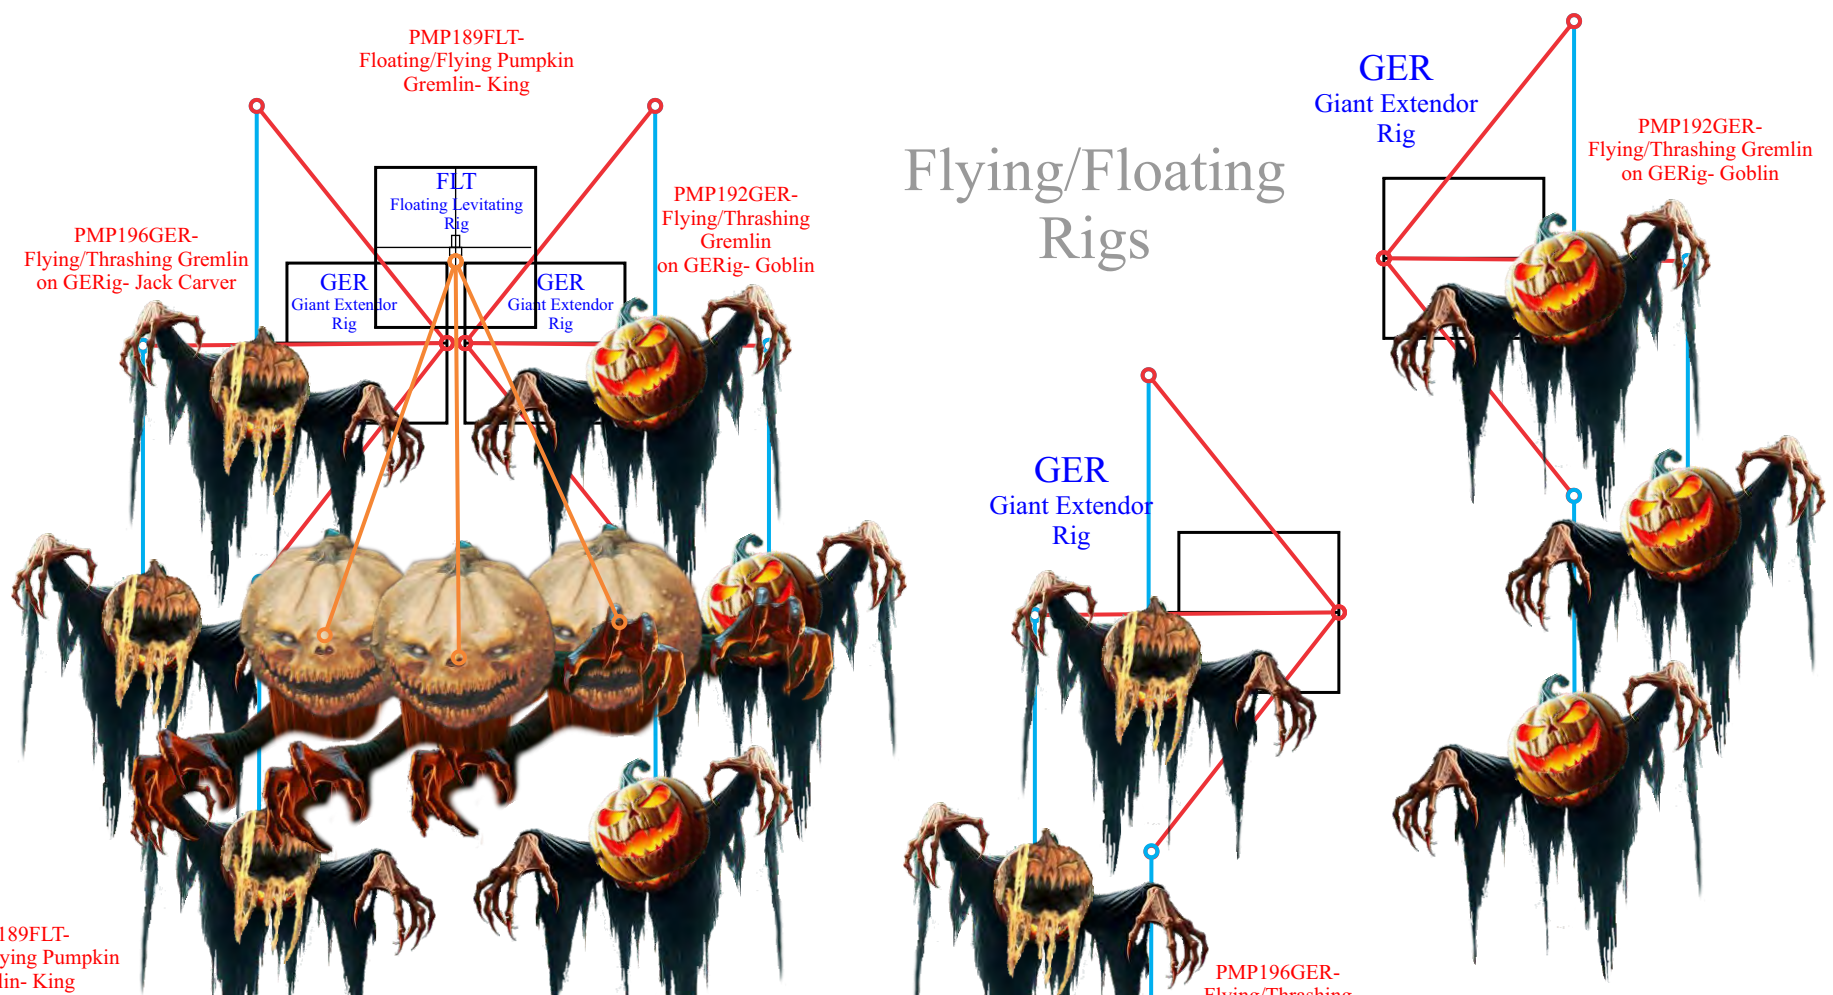 PMP189FLT-
Floating/Flying Pumpkin
Gremlin- King
FLT
Floating Levitating
Rig
PMP192GER-
Flying/Thrashing
Gremlin
on GERig- Goblin
PMP196GER-
Flying/Thrashing Gremlin
on GERig- Jack Carver
GER
Giant Extendor
Rig
GER
Giant Extendor
Rig
Flying/Floating
Rigs
GER
Giant Extendor
Rig
PMP192GER-
Flying/Thrashing Gremlin
on GERig- Goblin
GER
Giant Extendor
Rig
189FLT-
ying Pumpkin
lin- King
PMP196GER-
Flying/Thrashing